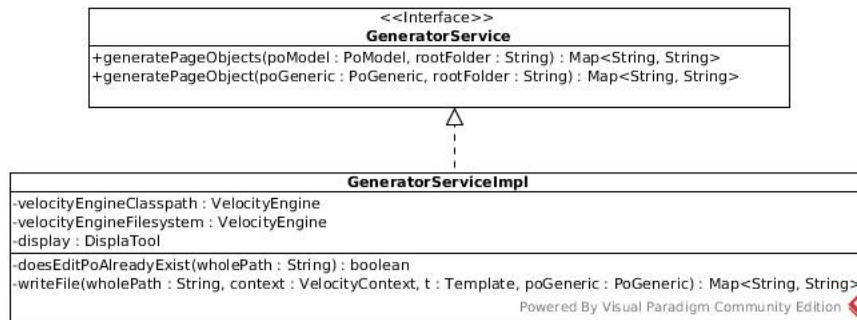 <<Interface>>
GeneratorService
+generatePageObjects(poModel : PoModel, rootFolder : String) : Map<String, String>
+generatePageObject(poGeneric : PoGeneric, rootFolder : String) : Map<String, String>
GeneratorServiceImpl
-velocityEngineClasspath : VelocityEngine
-velocityEngineFilesystem : VelocityEngine
-display : DisplaTool
-doesEditPoAlreadyExist(wholePath : String) : boolean
-writeFile(wholePath : String, context : VelocityContext, t : Template, poGeneric : PoGeneric) : Map<String, String>
Powered By Visual Paradigm Community Edition